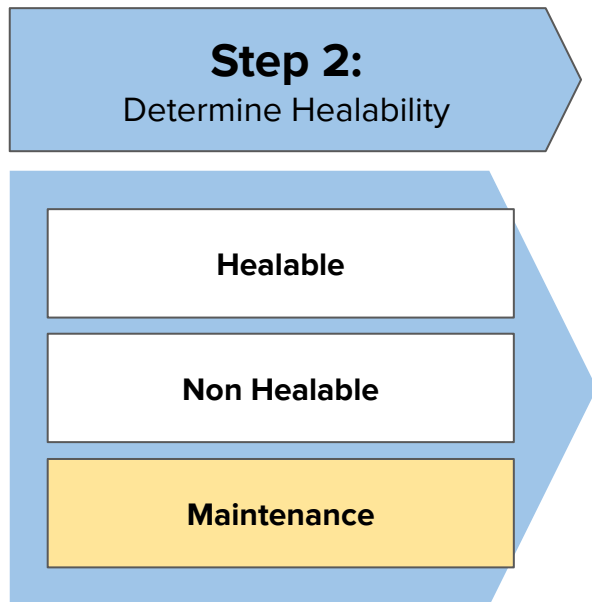 Step 2:
Determine Healability
Healable
Non Healable
Maintenance